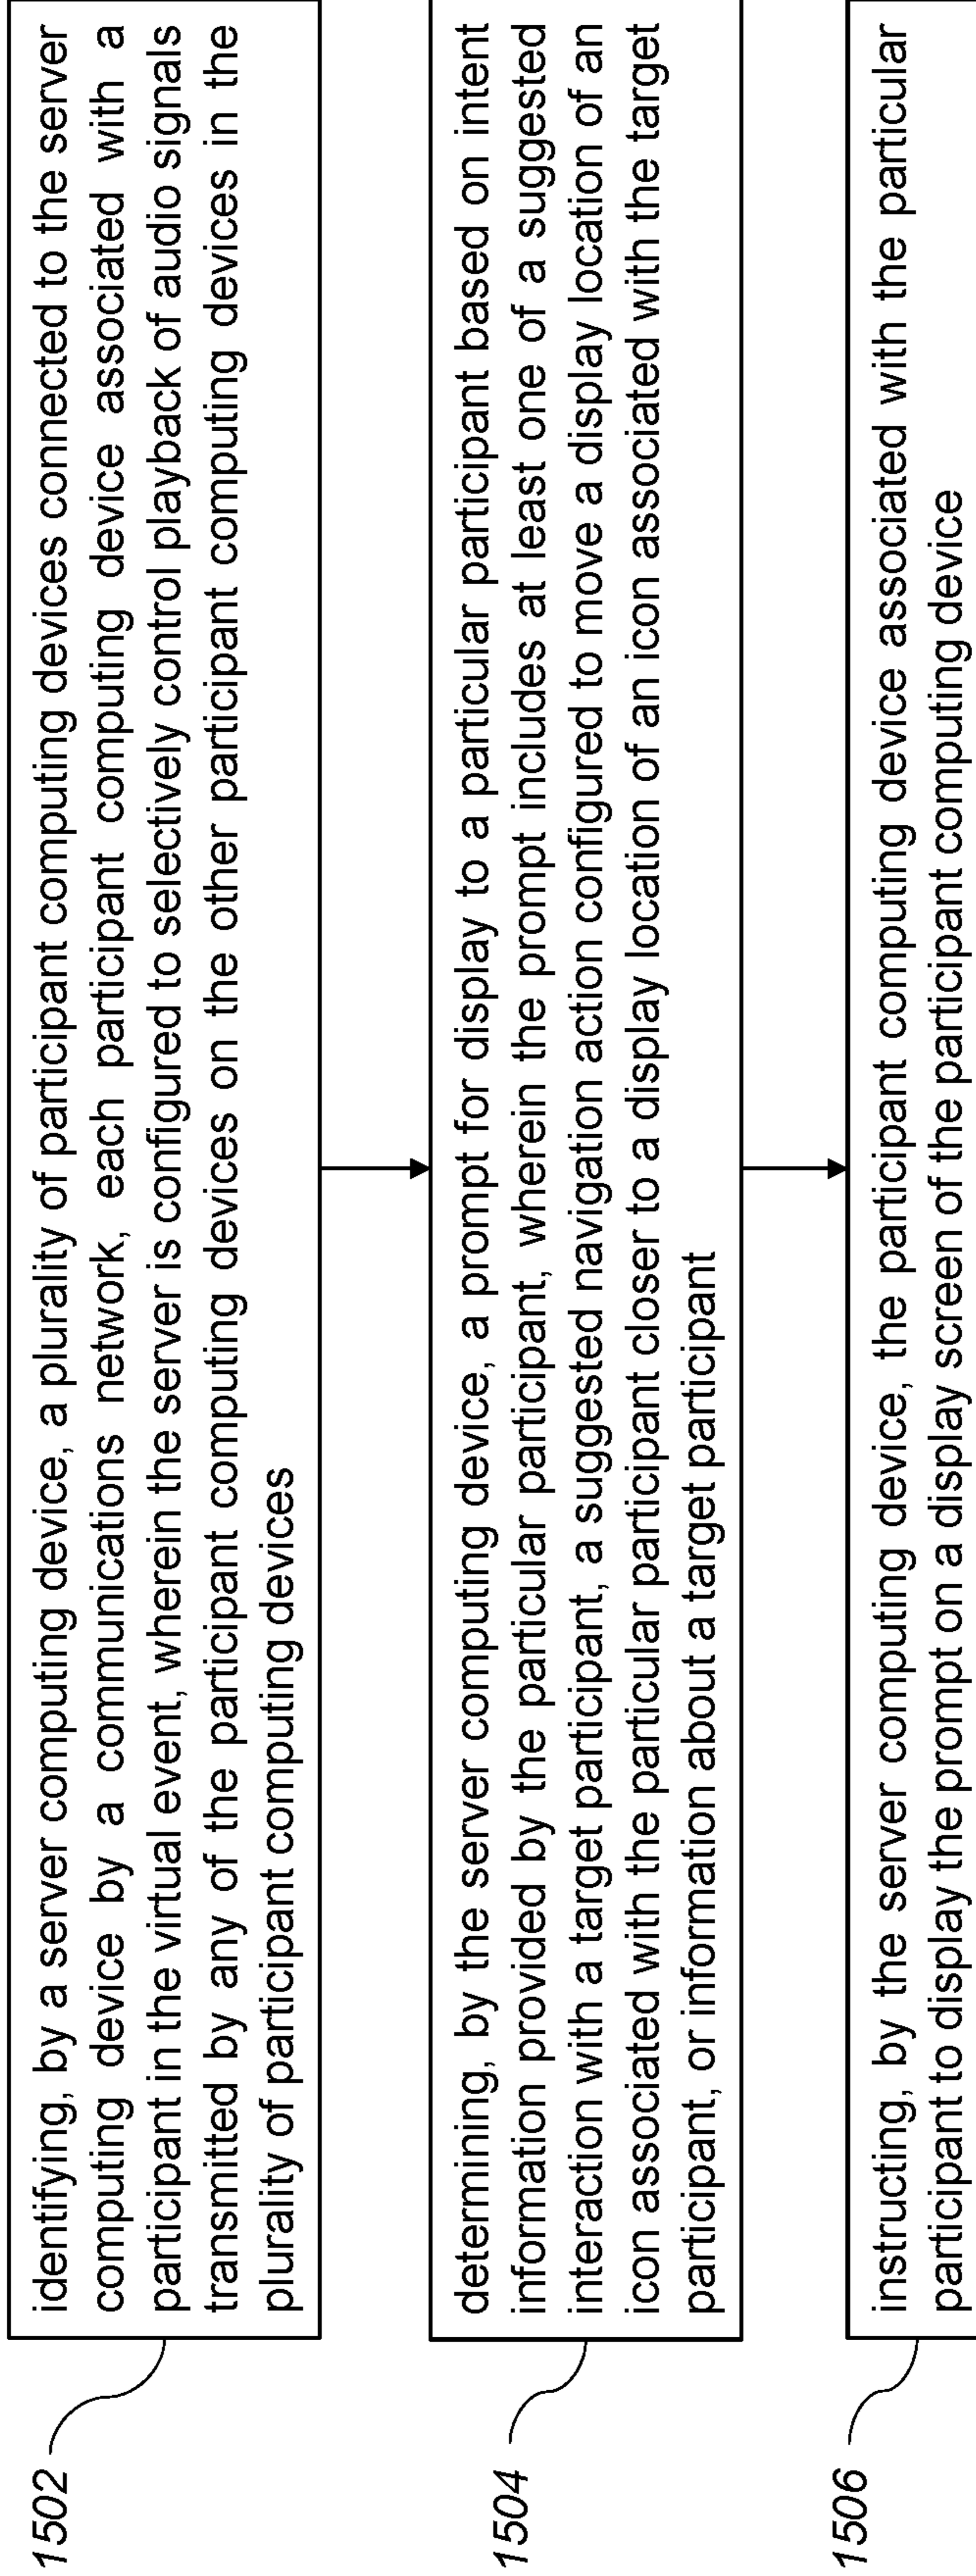 1502
identifying, by a server computing device, a plurality of participant computing devices connected to the server
computing device by a communications network, each participant computing device associated with a
participant in the virtual event, wherein the server is configured to selectively control playback of audio signals
transmitted by any of the participant computing devices on the other participant computing devices in the
plurality of participant computing devices
1504
determining, by the server computing device, a prompt for display to a particular participant based on intent
information provided by the particular participant, wherein the prompt includes at least one of a suggested
interaction with a target participant, a suggested navigation action configured to move a display location of an
icon associated with the particular participant closer to a display location of an icon associated with the target
participant, or information about a target participant
1506
instructing, by the server computing device, the participant computing device associated with the particular
participant to display the prompt on a display screen of the participant computing device